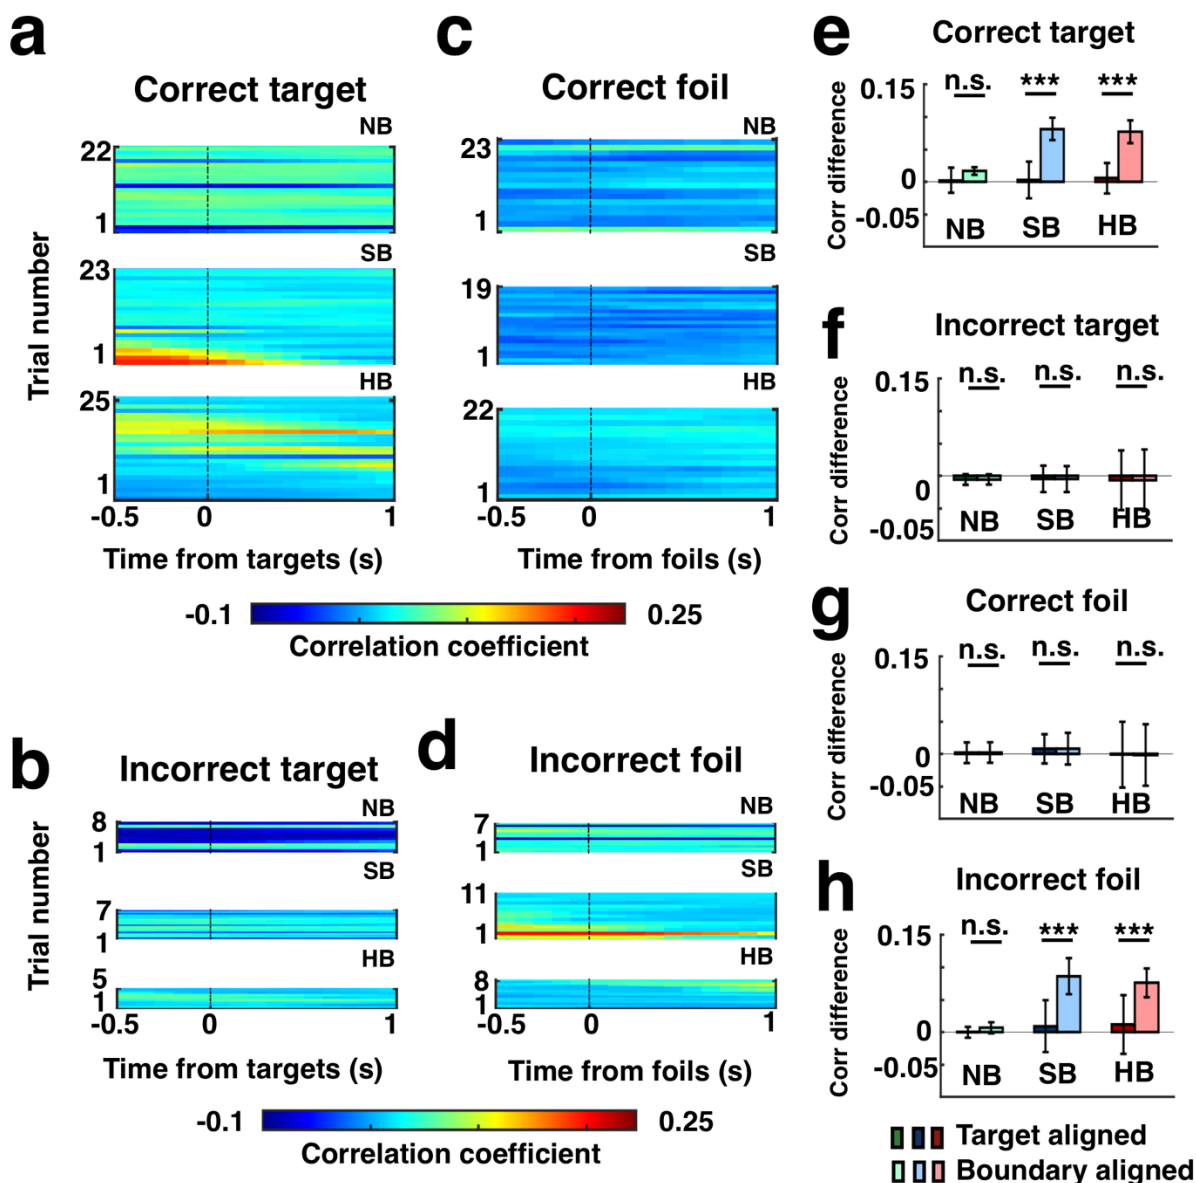 a
Correct target
NB
22
1
SB
23
1
HB
25
1
Trial number
-0.5 0 1
Time from targets (s)
c
Correct foil
NB
23
1
SB
19
1
HB
22
1
-0.5 0 1
Time from foils (s)
-0.1 0.25
Correlation coefficient
b
Incorrect target
NB
8
1
SB
7
1
HB
5
1
Trial number
-0.5 0 1
Time from targets (s)
d
Incorrect foil
NB
7
1
SB
11
1
HB
8
1
-0.5 0 1
Time from foils (s)
-0.1 0.25
Correlation coefficient
e
Correct target
n.s. *** ***
0.15
0
-0.05
Corr difference
NB SB HB
f
Incorrect target
n.s. n.s. n.s.
0.15
0
-0.05
Corr difference
NB SB HB
g
Correct foil
n.s. n.s. n.s.
0.15
0
-0.05
Corr difference
NB SB HB
h
Incorrect foil
n.s. *** ***
0.15
0
-0.05
Corr difference
NB SB HB
Target aligned
Boundary aligned